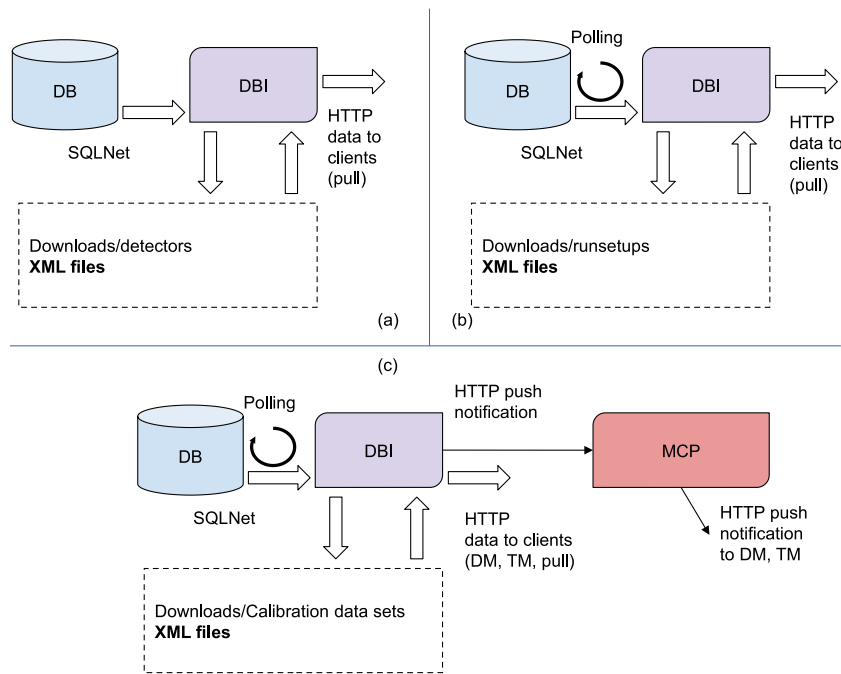 DB
DBI
SQLNet
HTTP
data to
clients
(pull)
Downloads/detectors
XML files
(a)
Polling
DB
DBI
SQLNet
HTTP
data to
clients
(pull)
Downloads/runsetups
XML files
(b)
(c)
Polling
DB
DBI
SQLNet
HTTP push
notification
MCP
HTTP
data to clients
(DM, TM, pull)
HTTP push
notification
to DM, TM
Downloads/Calibration data sets
XML files